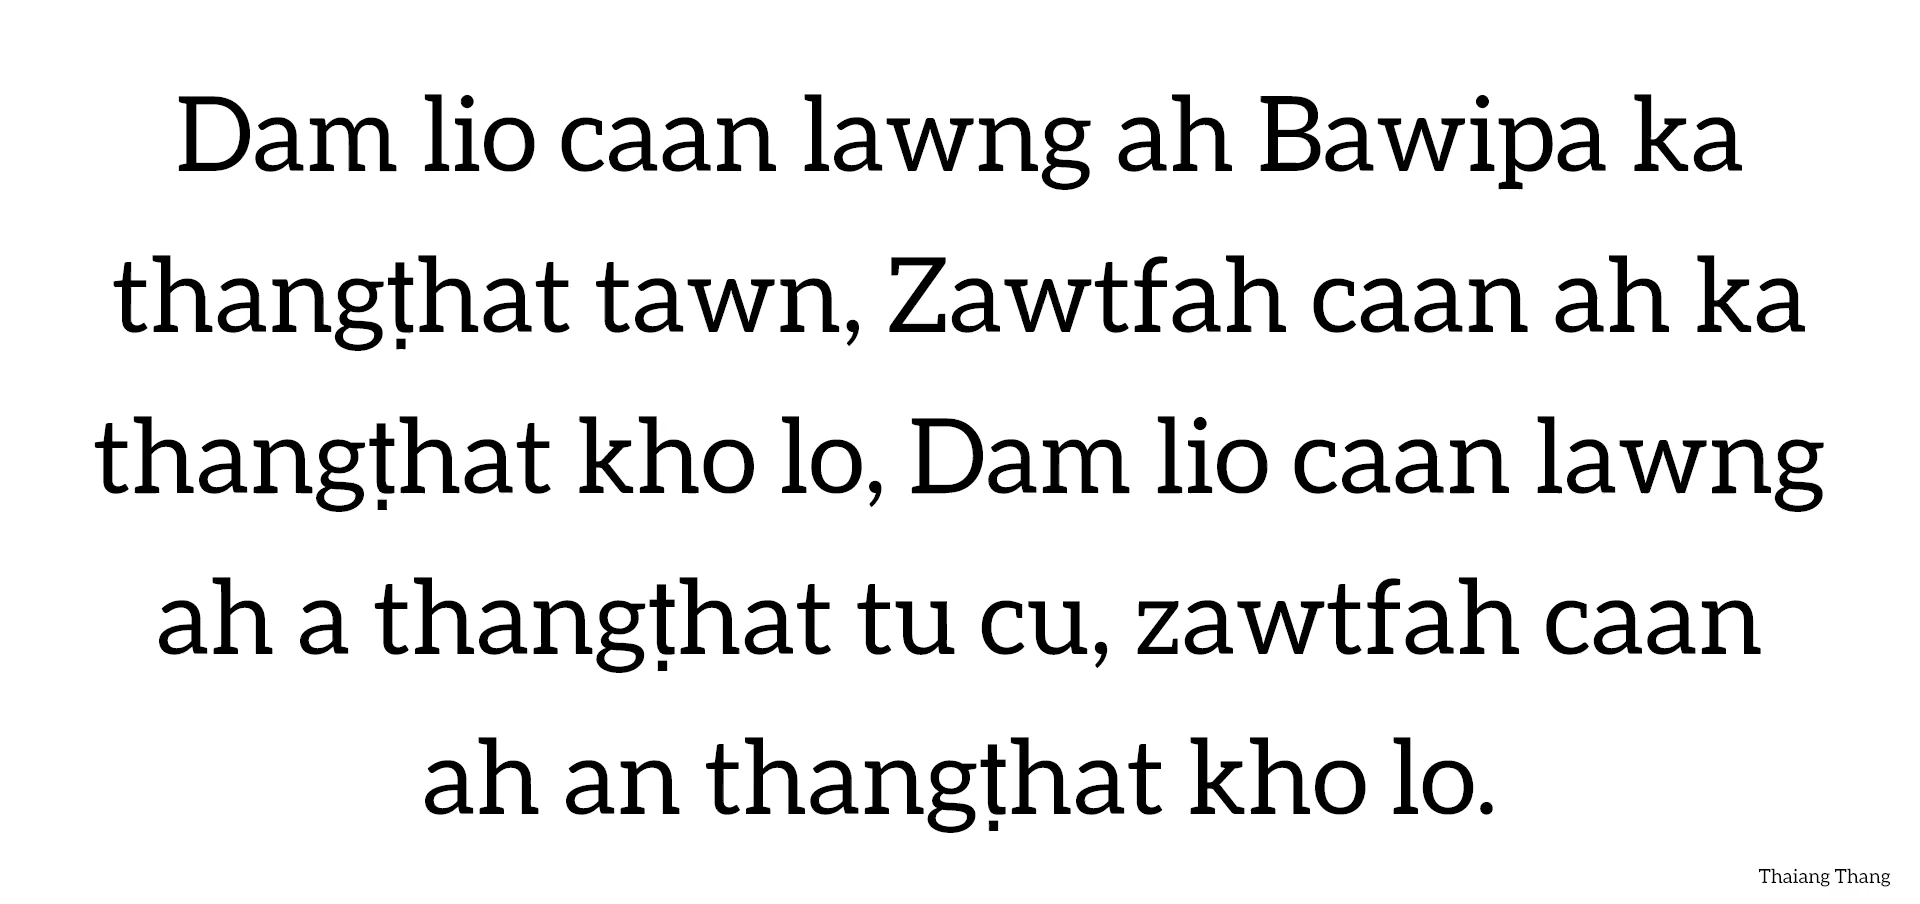 Dam lio caan lawng ah Bawipa ka
thangṭhat tawn, Zawtfah caan ah ka
thangṭhat kho lo, Dam lio caan lawng
ah a thangṭhat tu cu, zawtfah caan
ah an thangṭhat kho lo.
Thaiang Thang